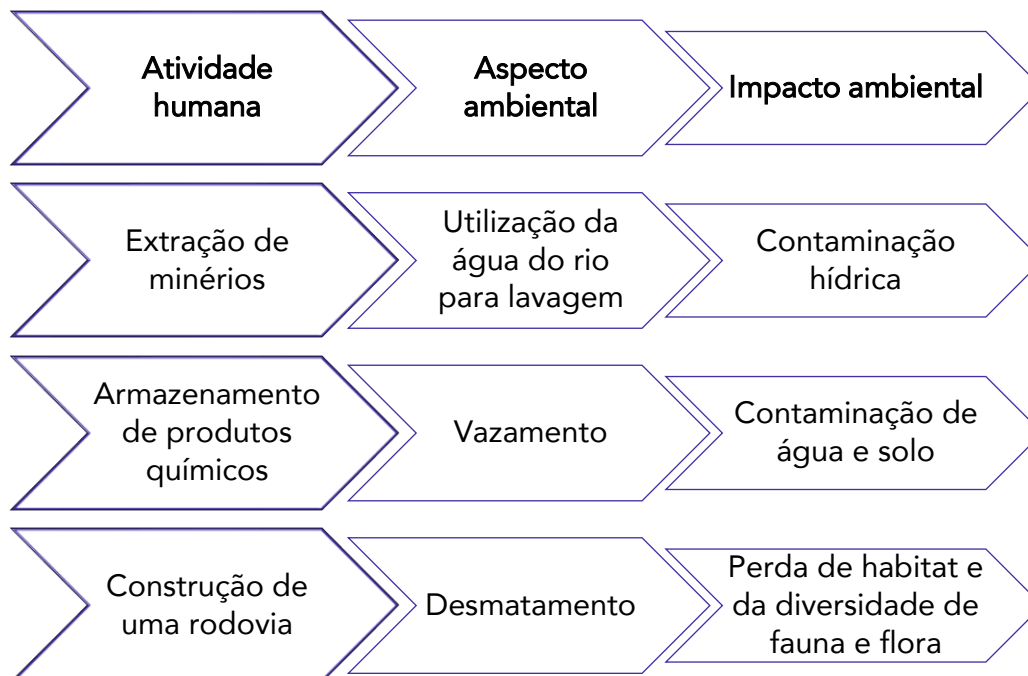 Atividade
humana
Aspecto
ambiental
Impacto ambiental
Extração de
minérios
Utilização da
água do rio
para lavagem
Contaminação
hídrica
Armazenamento
de produtos
químicos
Vazamento
Contaminação de
água e solo
Construção de
uma rodovia
Desmatamento
Perda de habitat e
da diversidade de
fauna e flora